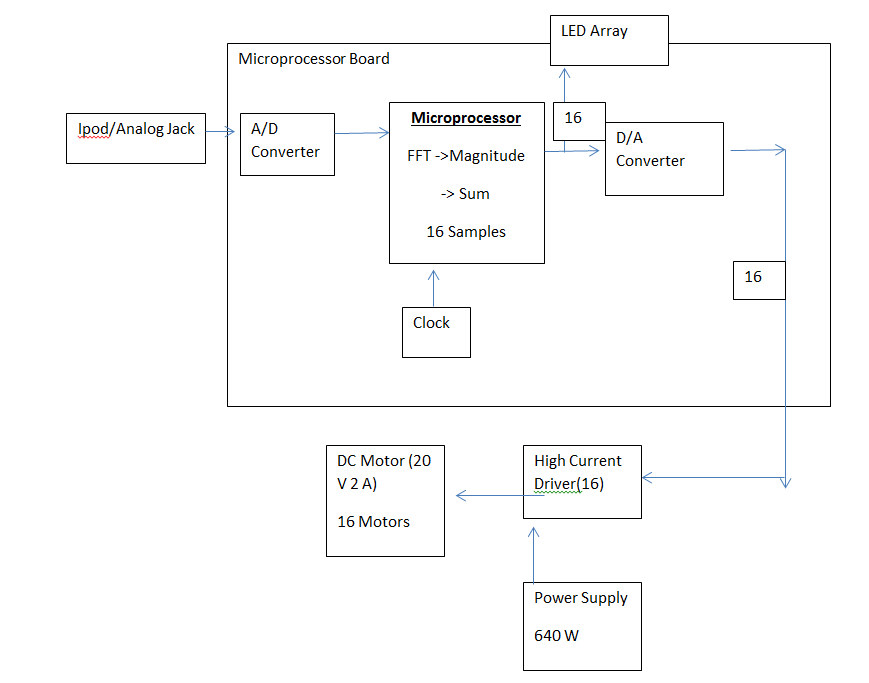 LED Array
Microprocessor Board
Ipod/Analog Jack
A/D
Converter
Microprocessor
FFT ->Magnitude
-> Sum
16 Samples
16
D/A
Converter
16
Clock
DC Motor (20
V 2 A)
16 Motors
High Current
Driver(16)
Power Supply
640 W